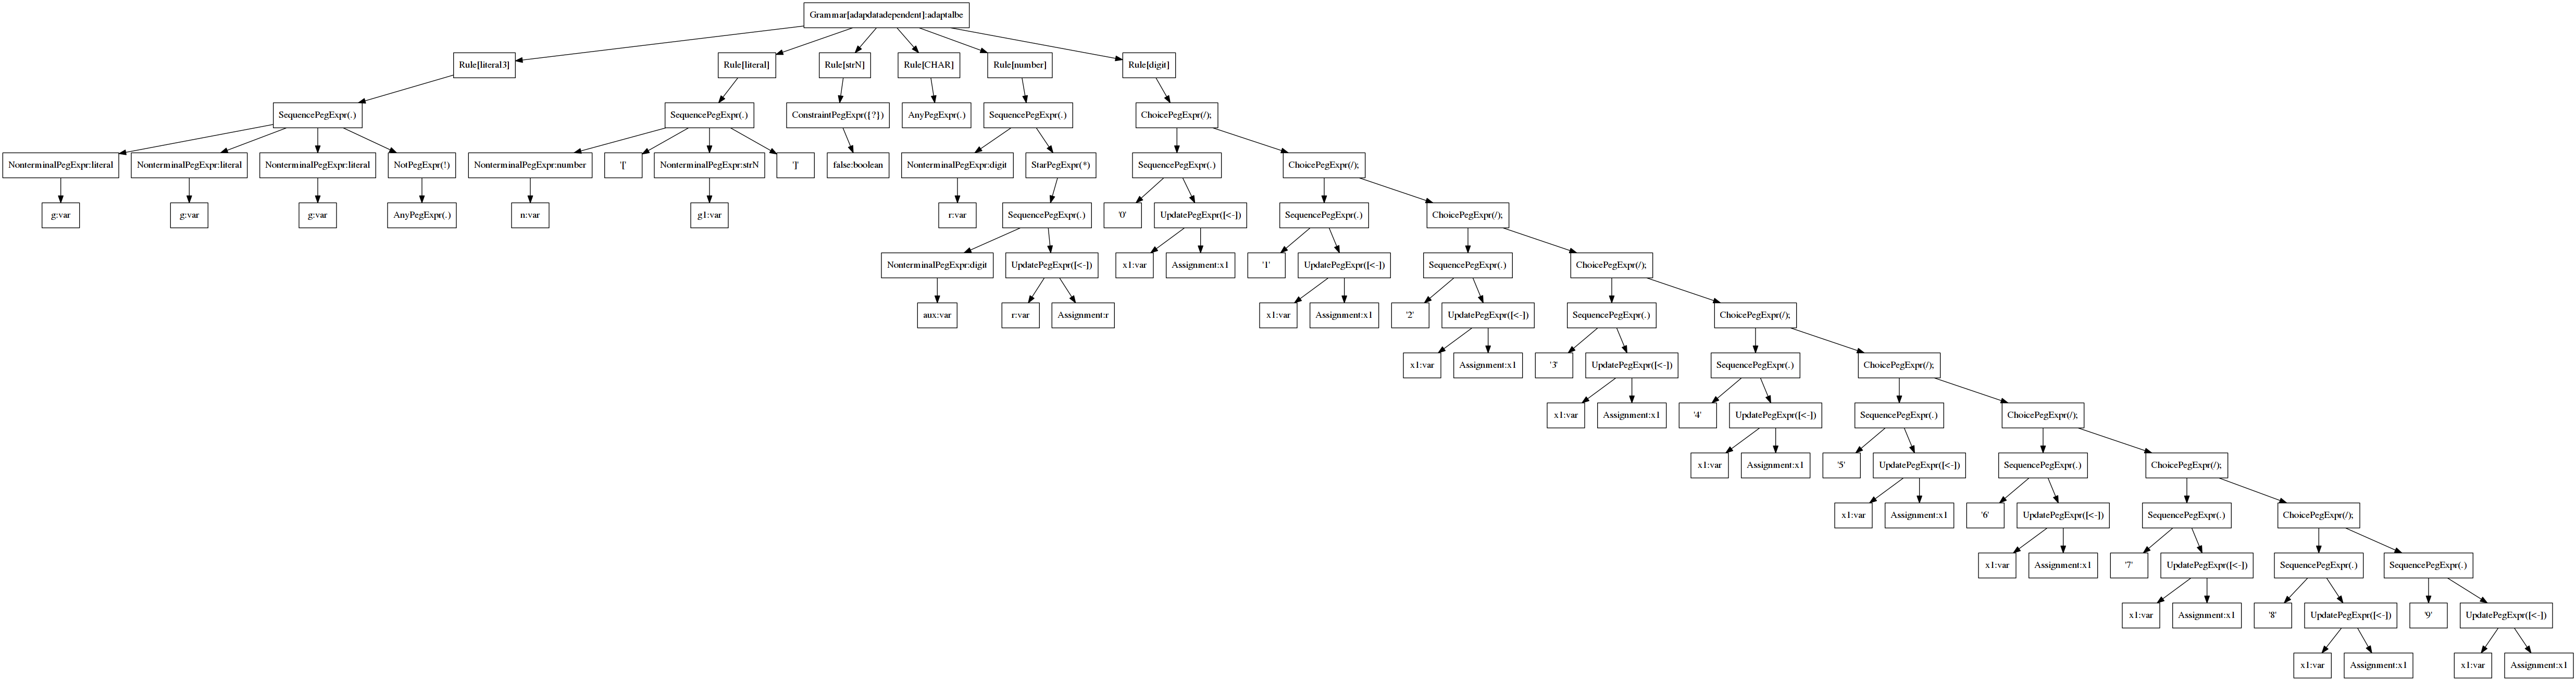 Grammar[adapdatadependent]:adaptalbe
Rule[literal3]
Rule[literal]
Rule[strN]
Rule[CHAR]
Rule[number]
Rule[digit]
SequencePegExpr(.)
SequencePegExpr(.)
ConstraintPegExpr({?})
AnyPegExpr(.)
SequencePegExpr(.)
ChoicePegExpr(/);
NonterminalPegExpr:literal
NonterminalPegExpr:literal
NonterminalPegExpr:literal
NotPegExpr(!)
NonterminalPegExpr:number
'['
NonterminalPegExpr:strN
']'
false:boolean
NonterminalPegExpr:digit
StarPegExpr(*)
SequencePegExpr(.)
ChoicePegExpr(/);
g:var
g:var
g:var
AnyPegExpr(.)
n:var
g1:var
r:var
SequencePegExpr(.)
'0'
UpdatePegExpr([<-])
SequencePegExpr(.)
ChoicePegExpr(/);
NonterminalPegExpr:digit
UpdatePegExpr([<-])
x1:var
Assignment:x1
'1'
UpdatePegExpr([<-])
SequencePegExpr(.)
ChoicePegExpr(/);
aux:var
r:var
Assignment:r
x1:var
Assignment:x1
'2'
UpdatePegExpr([<-])
SequencePegExpr(.)
ChoicePegExpr(/);
x1:var
Assignment:x1
'3'
UpdatePegExpr([<-])
SequencePegExpr(.)
ChoicePegExpr(/);
x1:var
Assignment:x1
'4'
UpdatePegExpr([<-])
SequencePegExpr(.)
ChoicePegExpr(/);
x1:var
Assignment:x1
'5'
UpdatePegExpr([<-])
SequencePegExpr(.)
ChoicePegExpr(/);
x1:var
Assignment:x1
'6'
UpdatePegExpr([<-])
SequencePegExpr(.)
ChoicePegExpr(/);
x1:var
Assignment:x1
'7'
UpdatePegExpr([<-])
SequencePegExpr(.)
SequencePegExpr(.)
x1:var
Assignment:x1
'8'
UpdatePegExpr([<-])
'9'
UpdatePegExpr([<-])
x1:var
Assignment:x1
x1:var
Assignment:x1